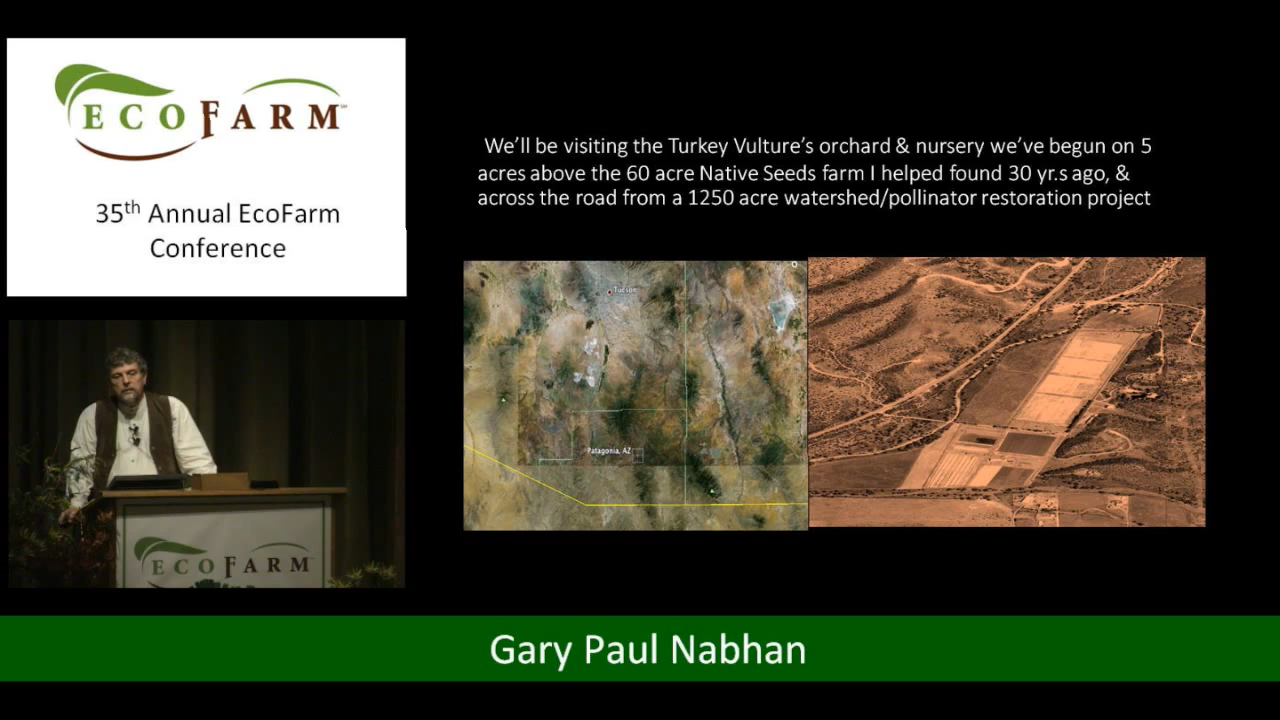 ECOFARM
35th Annual EcoFarm
Conference
We'll be visiting the Turkey Vulture's orchard & nursery we've begun on 5
acres above the 60 acre Native Seeds farm I helped found 30 yr.s ago, &
across the road from a 1250 acre watershed/pollinator restoration project
Tucson
Patagonia, AZ
ECOFARM
Gary Paul Nabhan